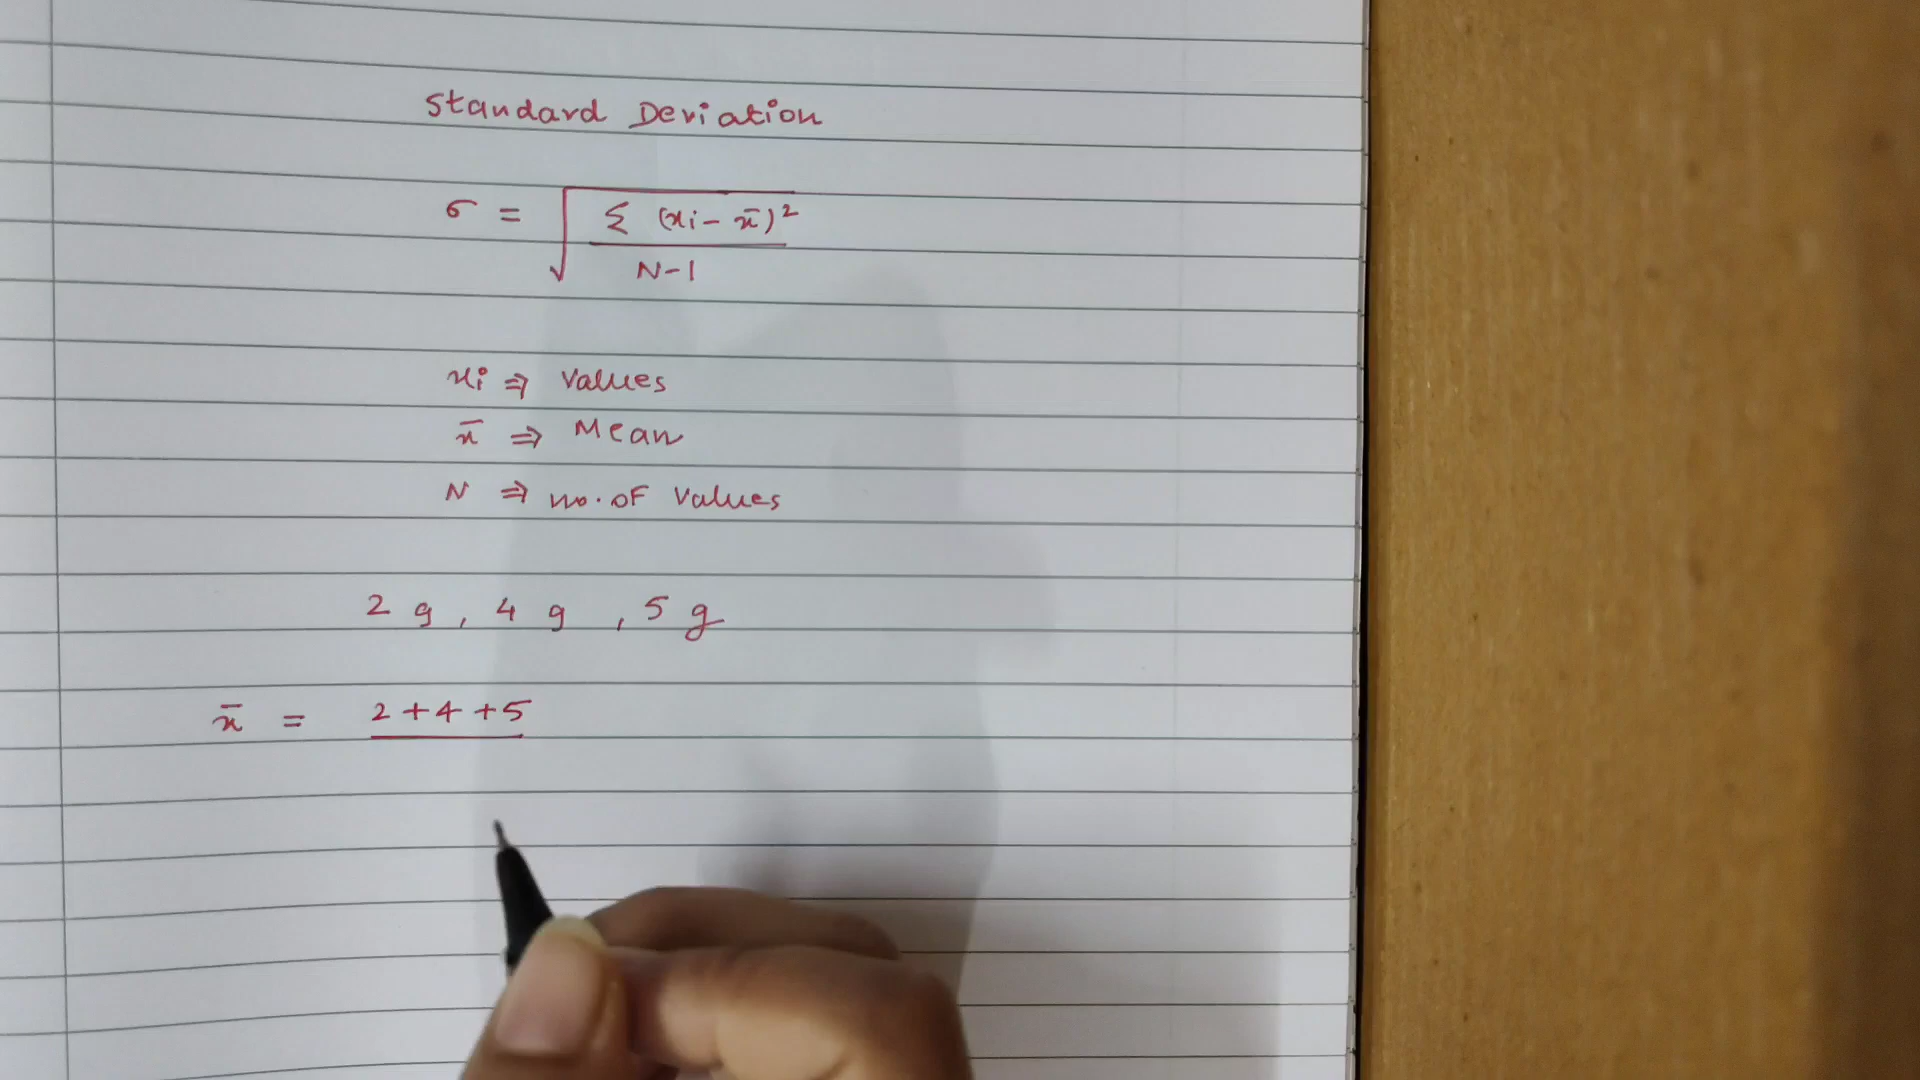 Standard Deviation
σ = √ Σ (xi - x̄)²
N-1
xi ⇒ Values
x̄ ⇒ Mean
N ⇒ no. of Values
2 g , 4 g , 5 g
x̄ = 2+4+5